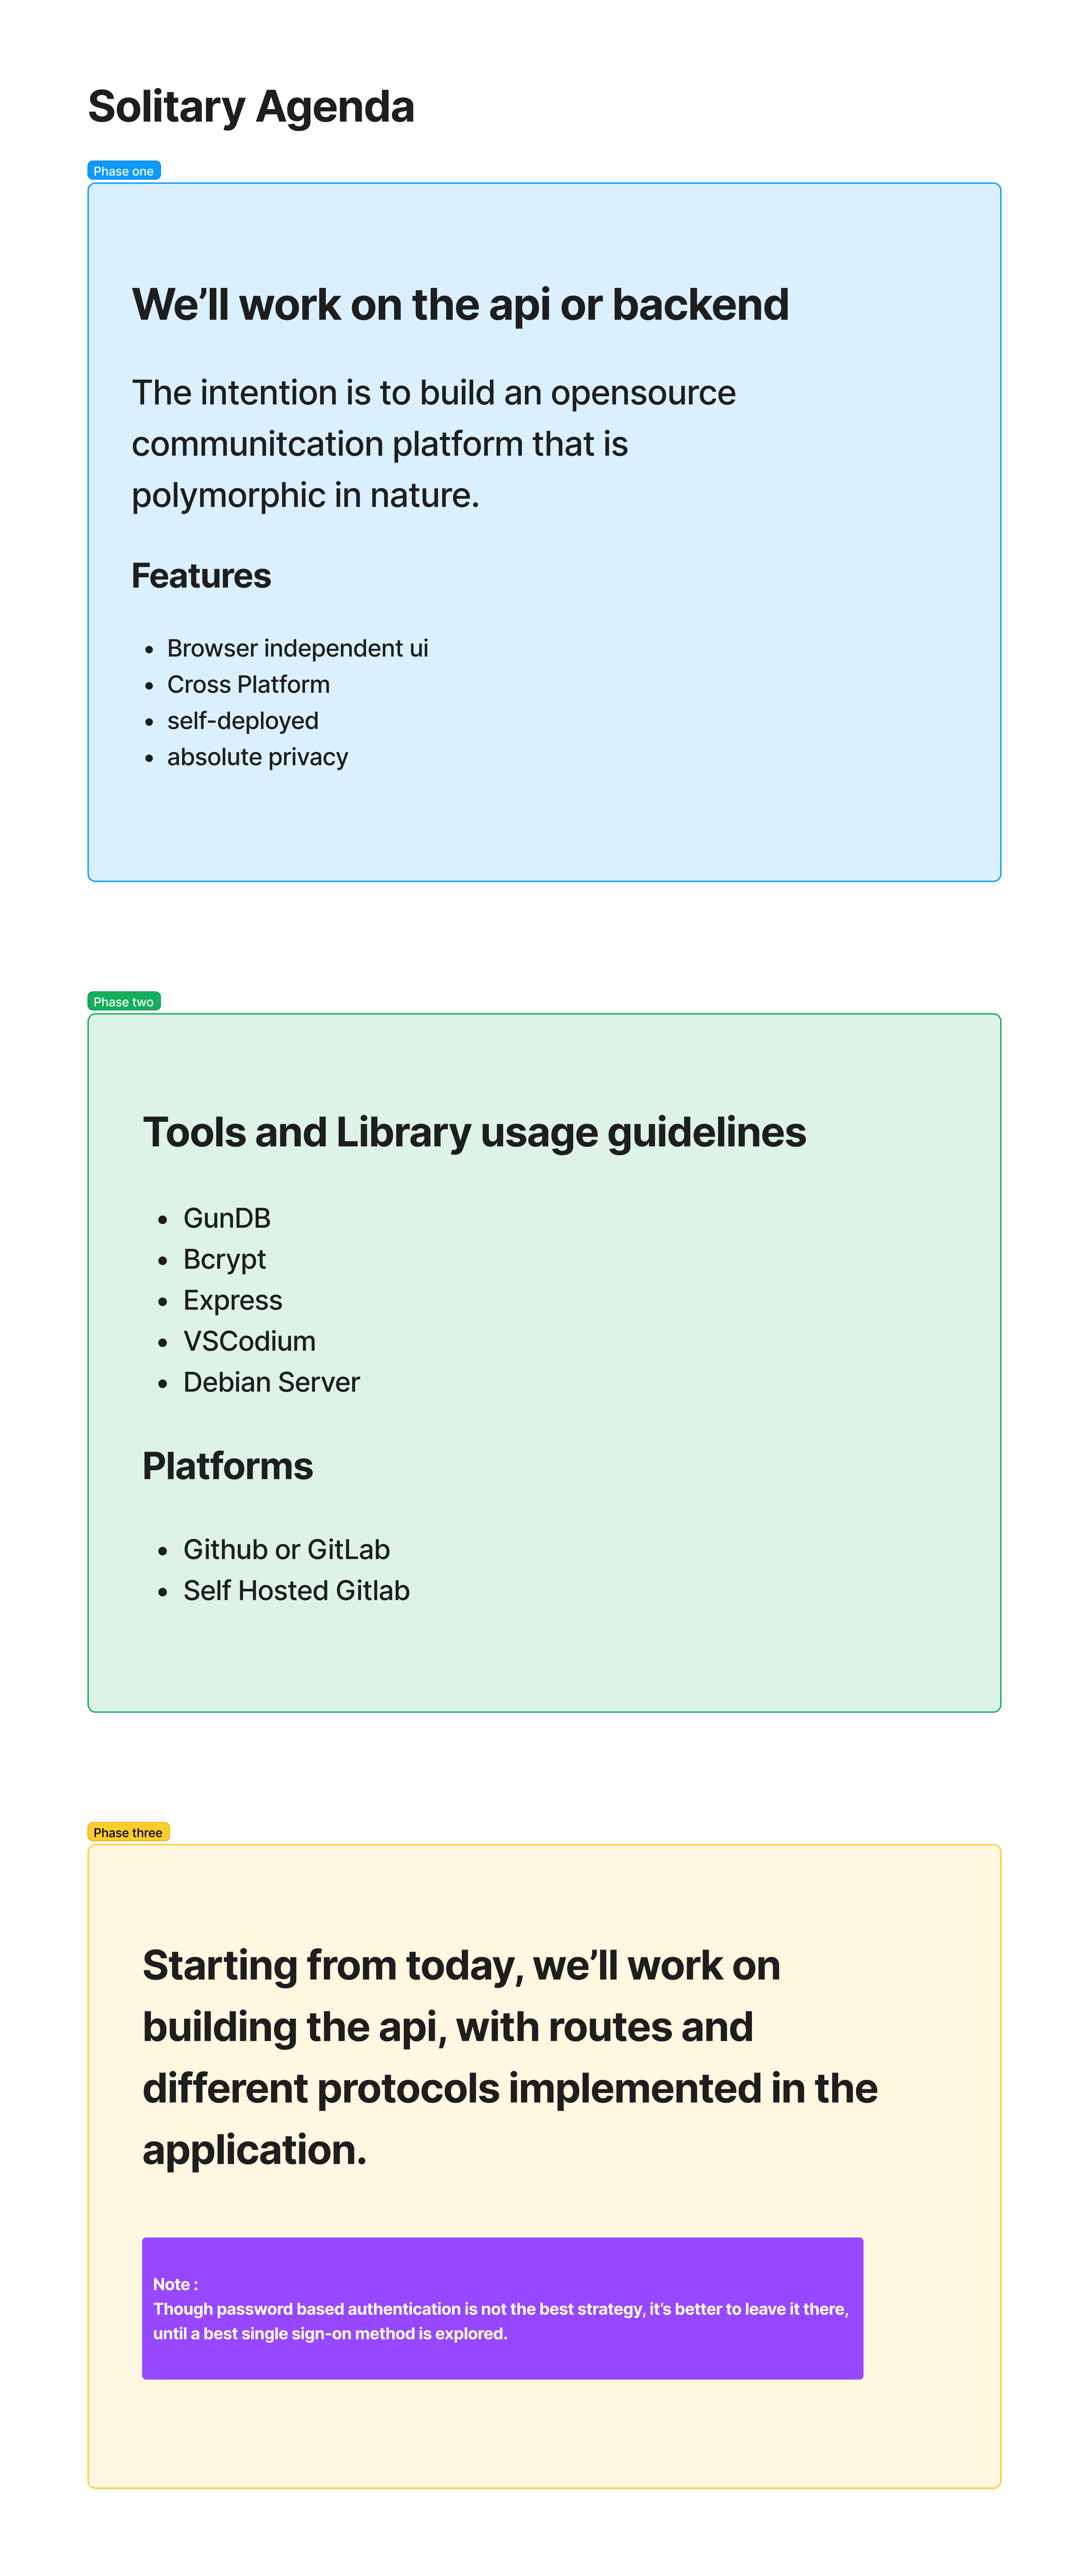 Solitary Agenda
Phase one
We’ll work on the api or backend
The intention is to build an opensource
communitcation platform that is
polymorphic in nature.
Features
• Browser independent ui
• Cross Platform
• self-deployed
• absolute privacy
Phase two
Tools and Library usage guidelines
• GunDB
• Bcrypt
• Express
• VSCodium
• Debian Server
Platforms
• Github or GitLab
• Self Hosted Gitlab
Phase three
Starting from today, we’ll work on
building the api, with routes and
different protocols implemented in the
application.
Note :
Though password based authentication is not the best strategy, it’s better to leave it there,
until a best single sign-on method is explored.